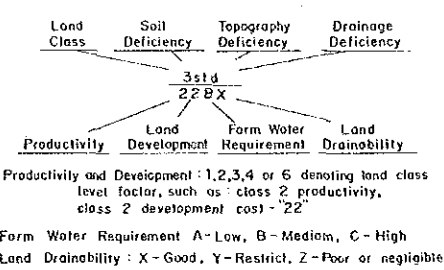 Land Class Soil Deficiency Topography Deficiency Drainage Deficiency
3std
22BX
Productivity Land Development Farm Water Requirement Land Drainability
Productivity and Deveicpment : 1,2,3,4 or 6 denoting land class
level factor, such as : class 2 productivity,
class 2 development cost - "22"
Farm Water Requirement A-Low, B-Medium, C-High
Land Drainability : X-Good, Y-Restrict, Z-Poor or negligible